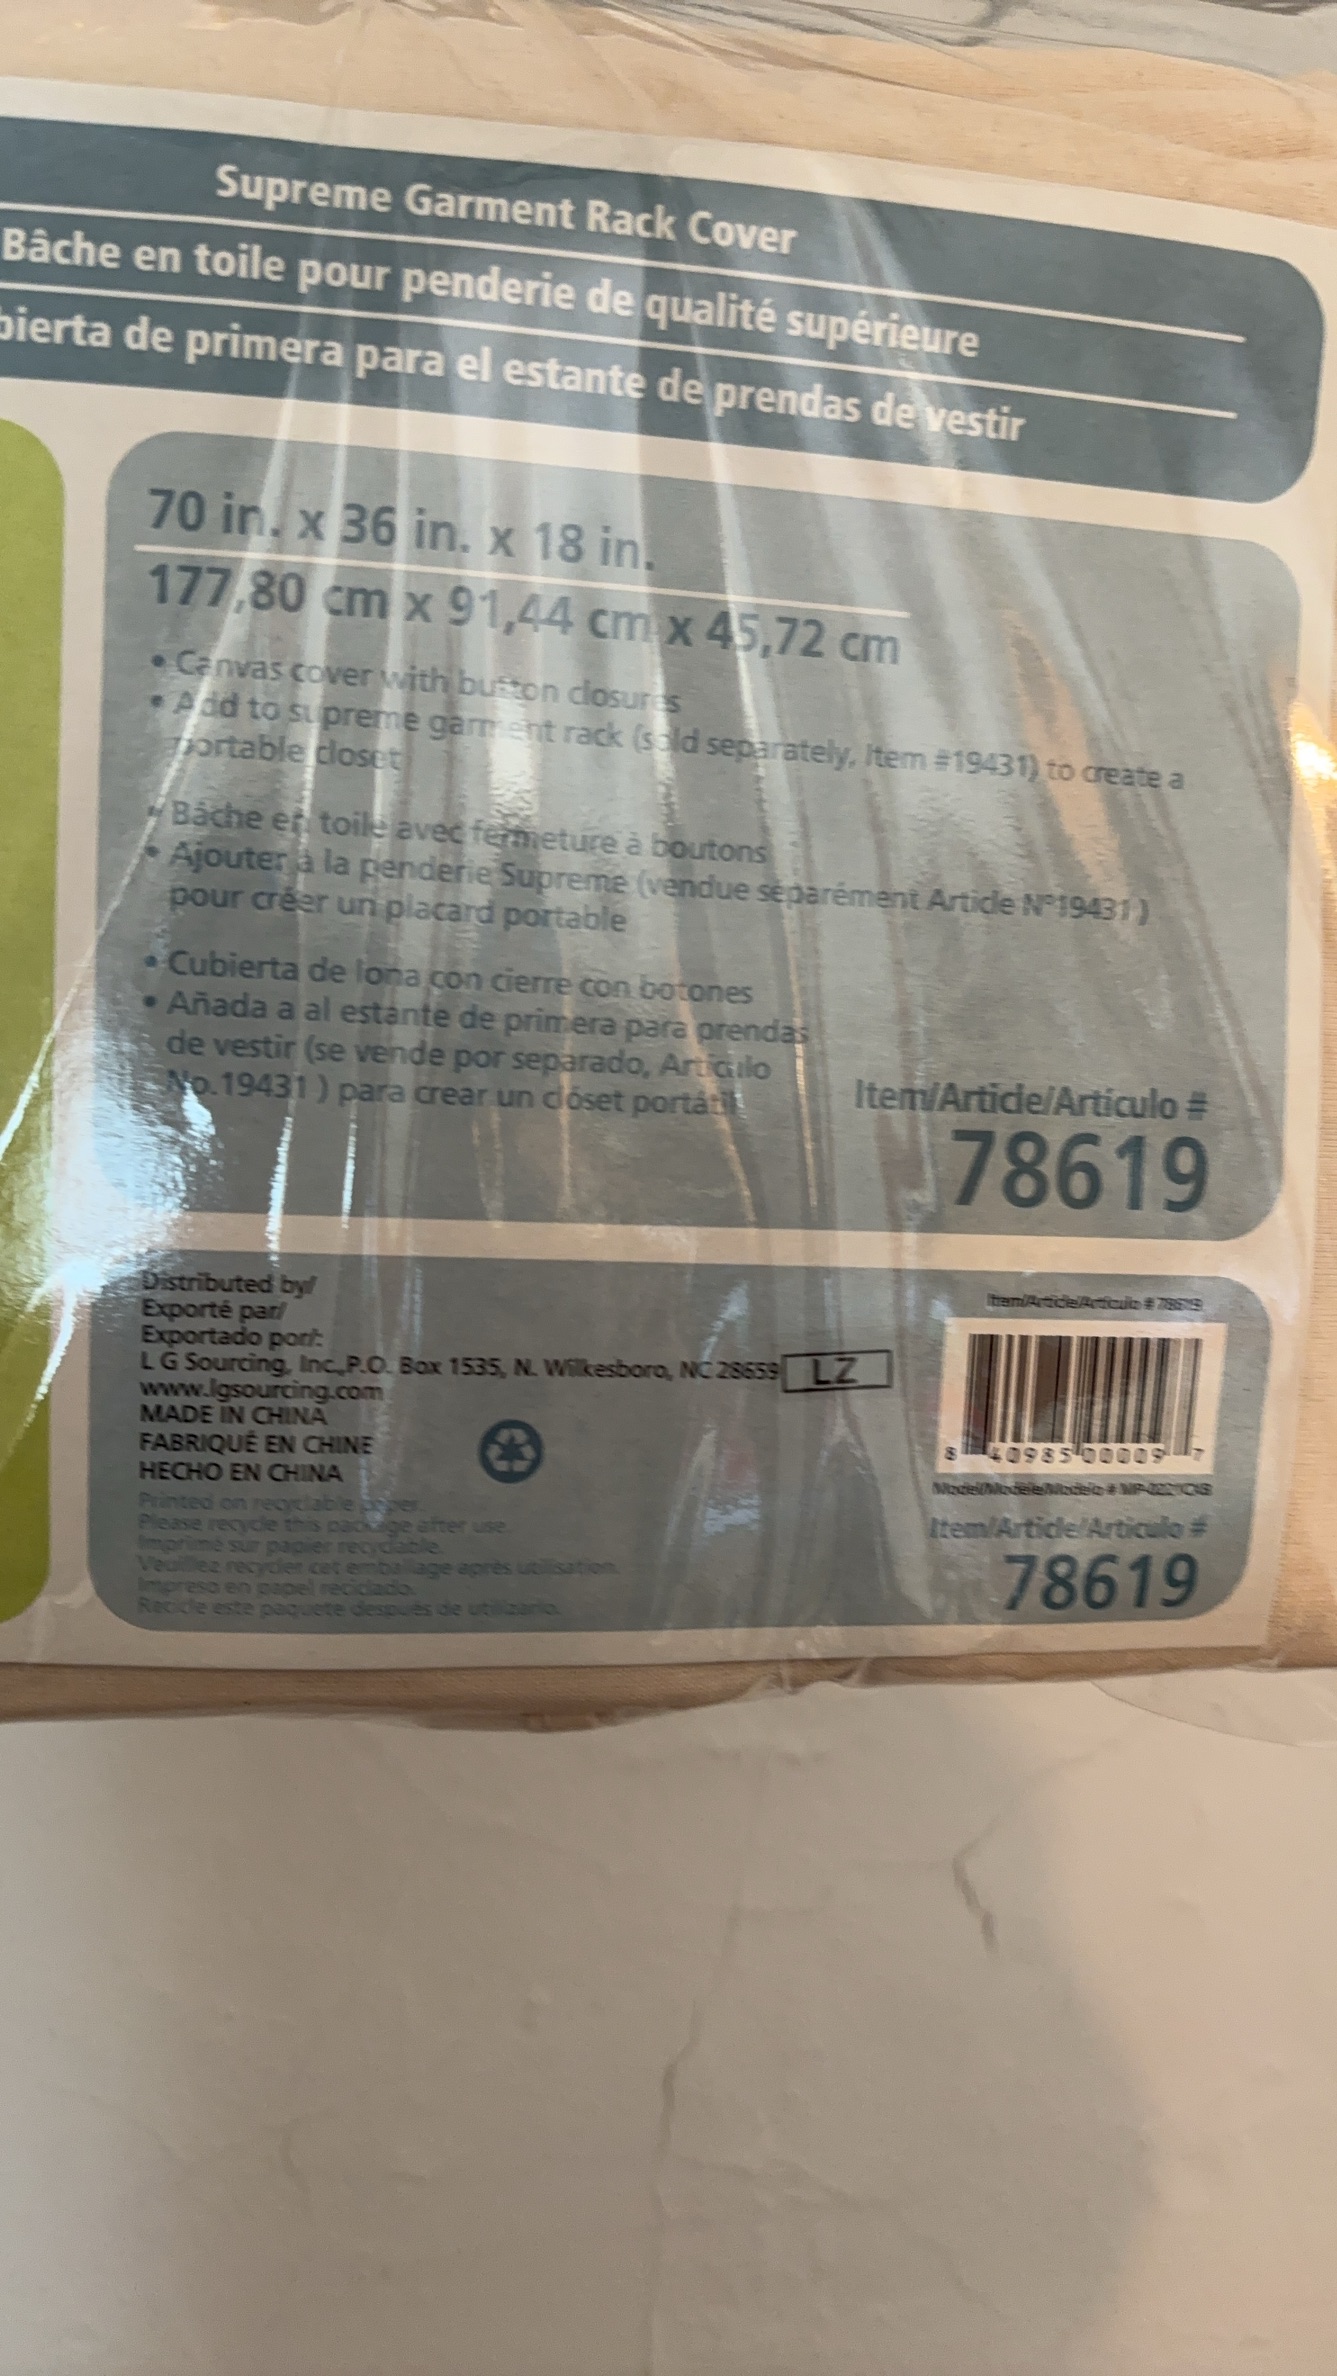 Supreme Garment Rack Cover
Bâche en toile pour penderie de qualité supérieure
bierta de primera para el estante de prendas de vestir
70 in. x 36 in. x 18 in.
177,80 cm x 91,44 cm x 45,72 cm
• Canvas cover with button closures
• Add to supreme garment rack (sold separately, Item #19431) to create a
portable closet
• Bâche en toile avec fermeture à boutons
• Ajouter à la penderie Supreme (vendue séparément Article N°19431)
pour créer un placard portable
• Cubierta de lona con cierre con botones
• Añada a al estante de primera para prendas
de vestir (se vende por separado, Artículo
No.19431 ) para crear un clóset portátil
Item/Article/Artículo #
78619
Distributed by/
Exporté par/
Exportado por/:
L G Sourcing, Inc.,P.O. Box 1535, N. Wilkesboro, NC 28659 LZ
www.lgsourcing.com
MADE IN CHINA
FABRIQUÉ EN CHINE
HECHO EN CHINA
Printed on recyclable paper.
Please recycle this package after use.
Imprimé sur papier recyclable.
Veuillez recycler cet emballage après utilisation.
Impreso en papel reciclado.
Recicle este paquete después de utilizarlo.
Item/Article/Artículo # 78619
8 40985 00009 7
Model/Modèle/Modelo #
Item/Article/Artículo #
78619